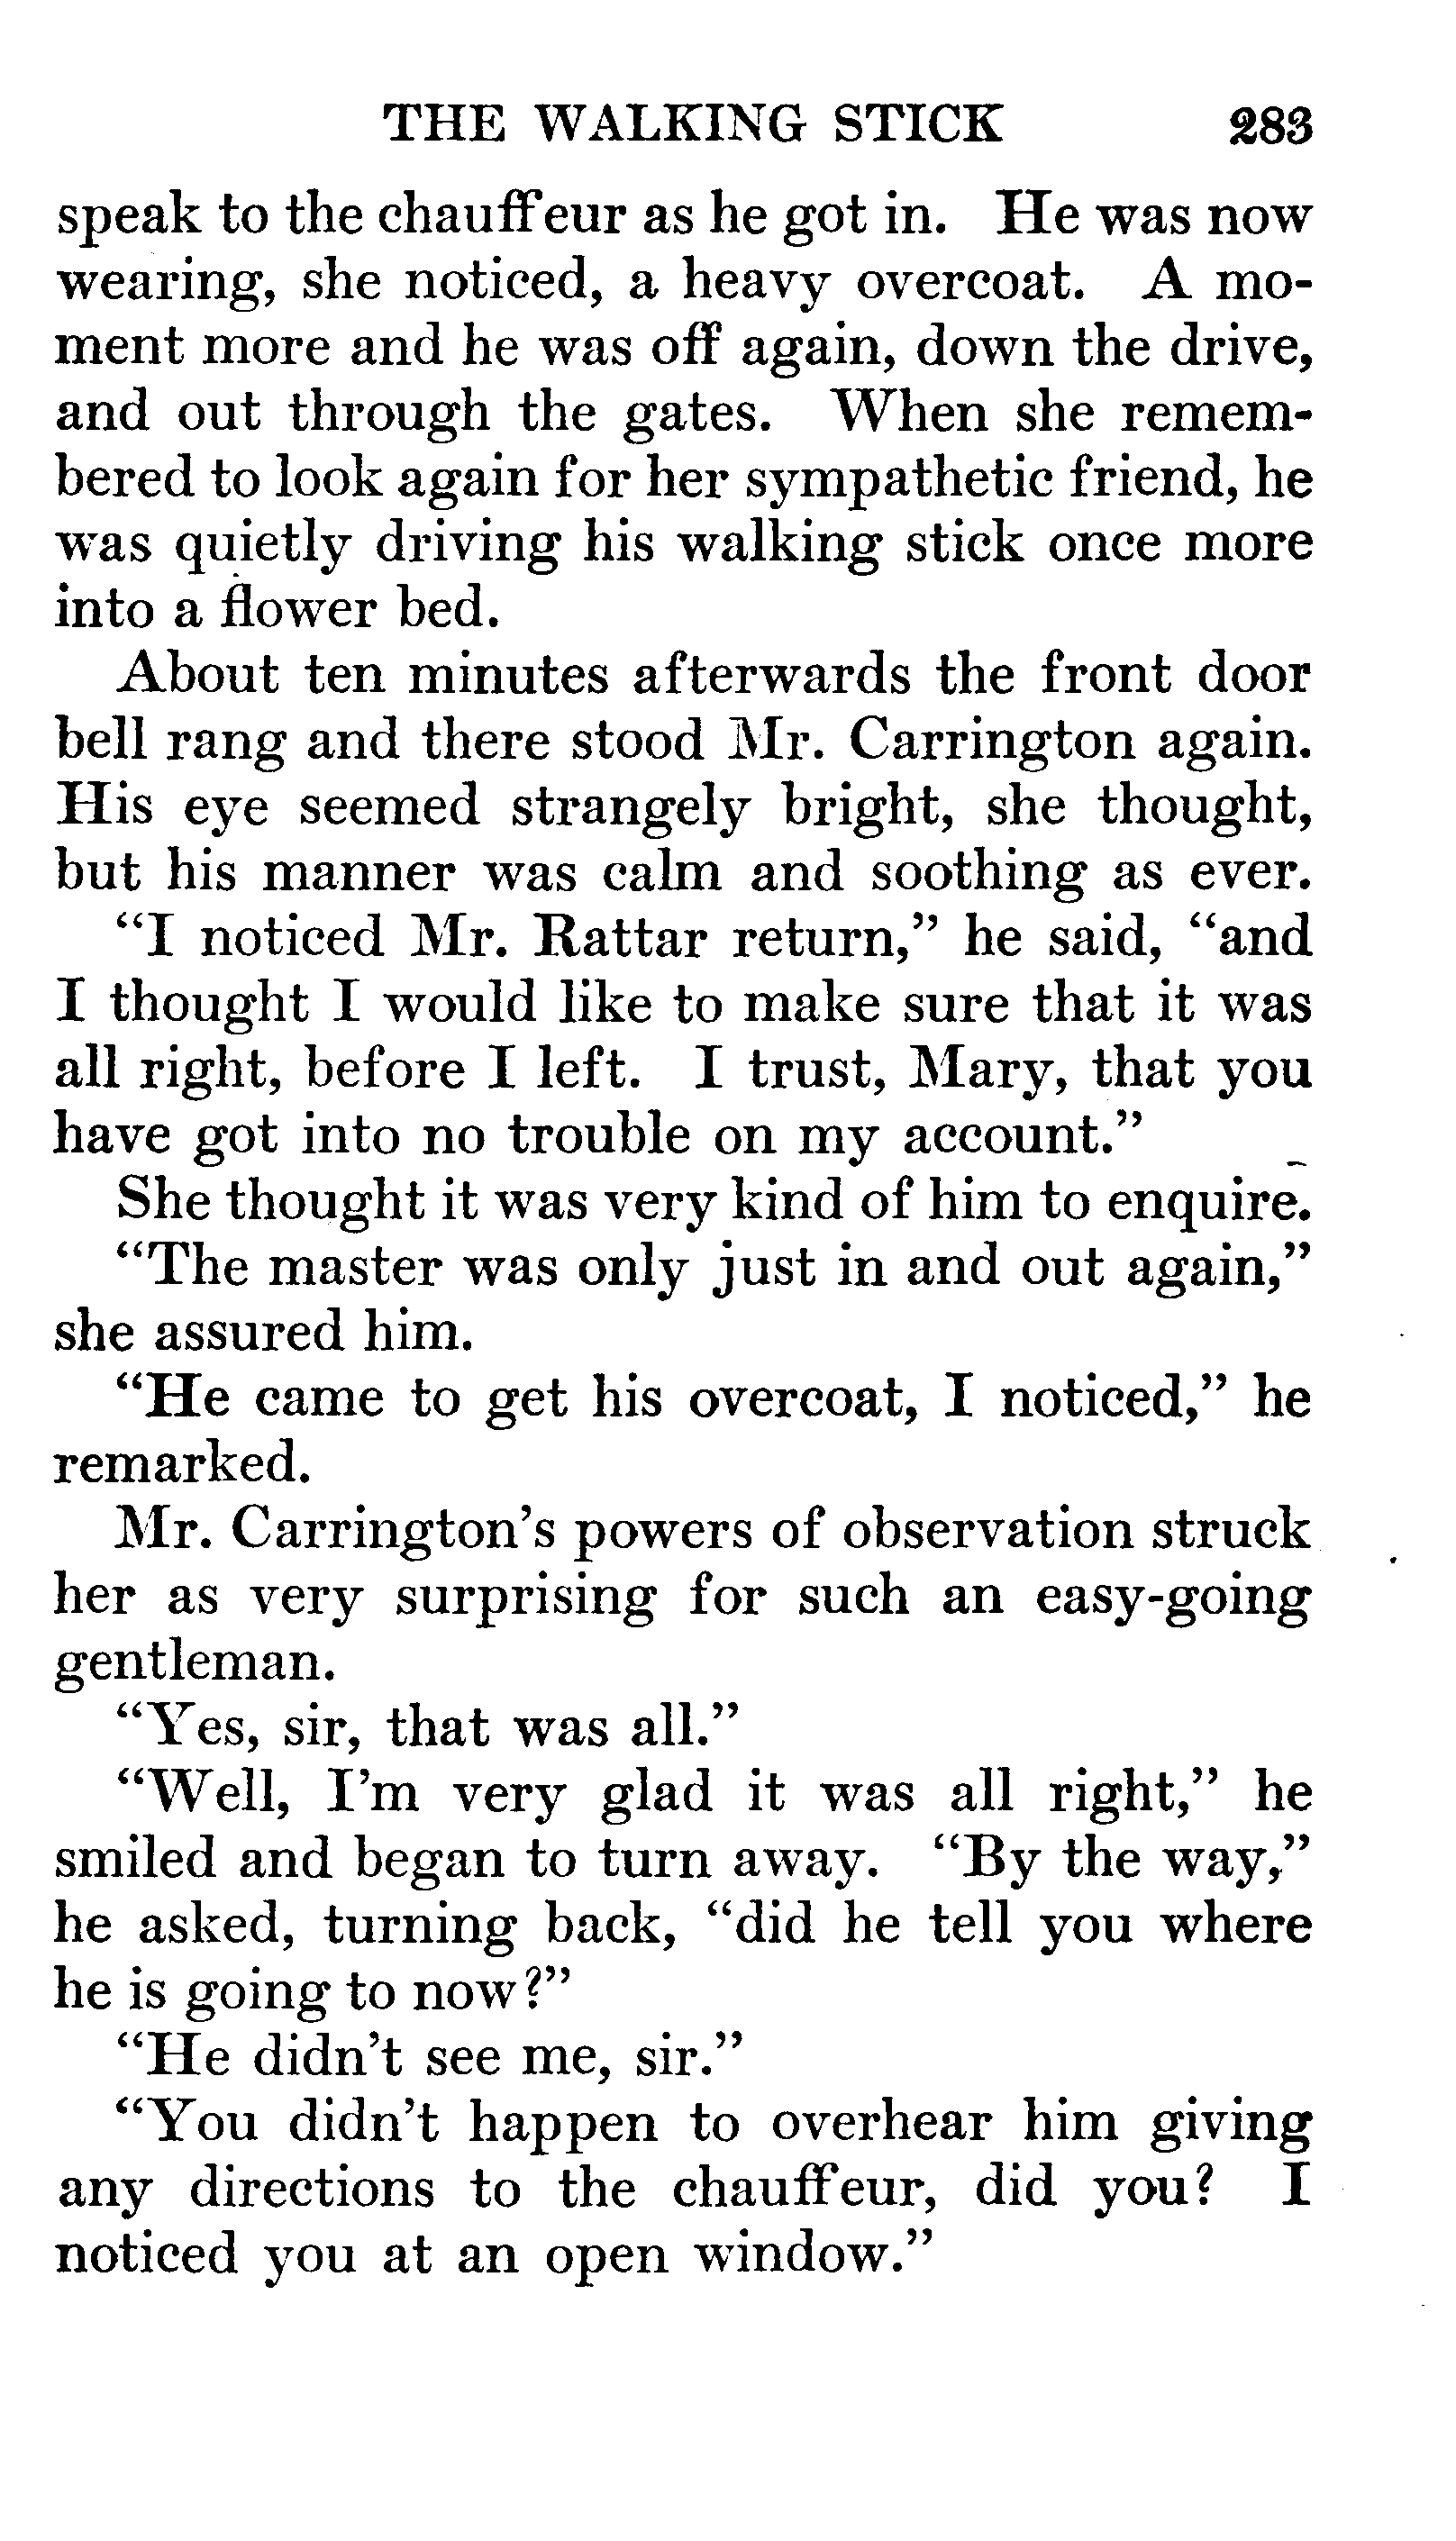 THE WALKING STICK 283
speak to the chauffeur as he got in. He was now
wearing, she noticed, a heavy overcoat. A mo-
ment more and he was off again, down the drive,
and out through the gates. When she remem-
bered to look again for her sympathetic friend, he
was quietly driving his walking stick once more
into a flower bed.
About ten minutes afterwards the front door
bell rang and there stood Mr. Carrington again.
His eye seemed strangely bright, she thought,
but his manner was calm and soothing as ever.
“I noticed Mr. Rattar return,” he said, “and
I thought I would like to make sure that it was
all right, before I left. I trust, Mary, that you
have got into no trouble on my account.”
She thought it was very kind of him to enquire.
“The master was only just in and out again,”
she assured him.
“He came to get his overcoat, I noticed,” he
remarked.
Mr. Carrington’s powers of observation struck
her as very surprising for such an easy-going
gentleman.
“Yes, sir, that was all.”
“Well, I’m very glad it was all right,” he
smiled and began to turn away. “By the way,”
he asked, turning back, “did he tell you where
he is going to now?”
“He didn’t see me, sir.”
“You didn’t happen to overhear him giving
any directions to the chauffeur, did you? I
noticed you at an open window.”